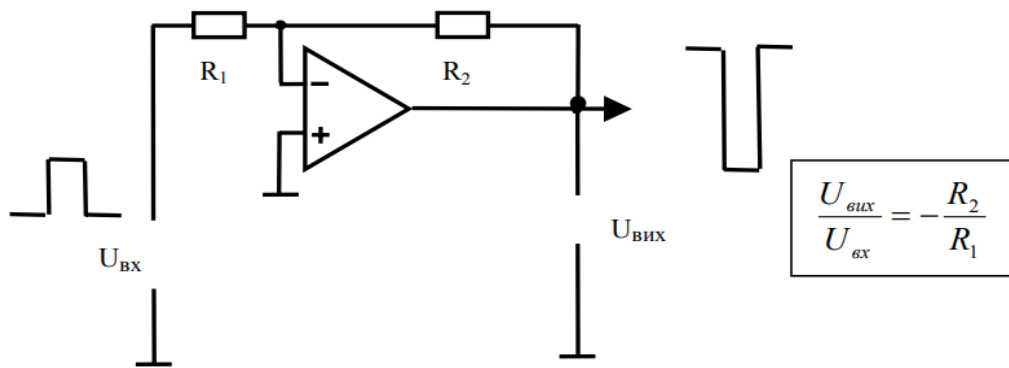 R₁
R₂
−
+
Uвх
Uвих
Uвих / Uвх = − R₂ / R₁